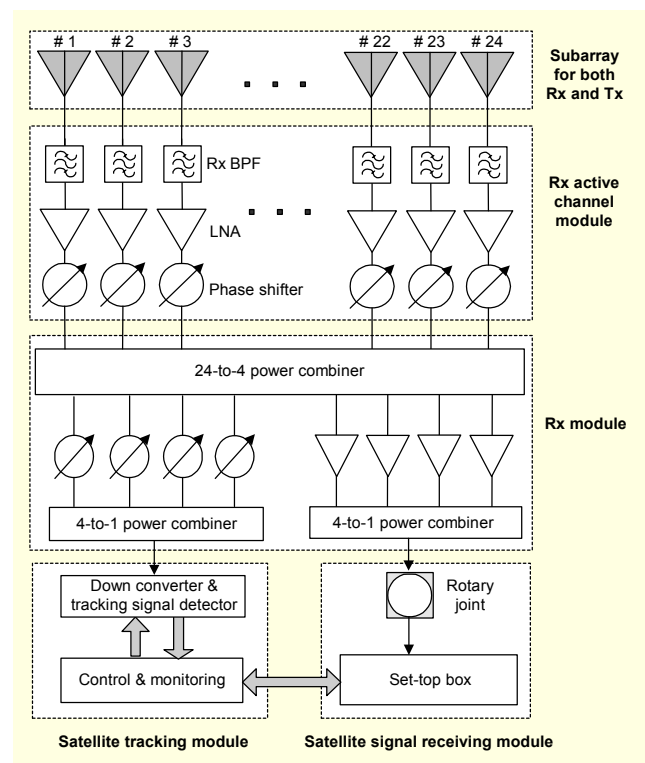 # 1 # 2 # 3 # 22 # 23 # 24
Subarray
for both
Rx and Tx
Rx BPF
LNA
Phase shifter
Rx active
channel
module
24-to-4 power combiner
Rx module
4-to-1 power combiner
4-to-1 power combiner
Down converter &
tracking signal detector
Rotary
joint
Control & monitoring
Set-top box
Satellite tracking module
Satellite signal receiving module